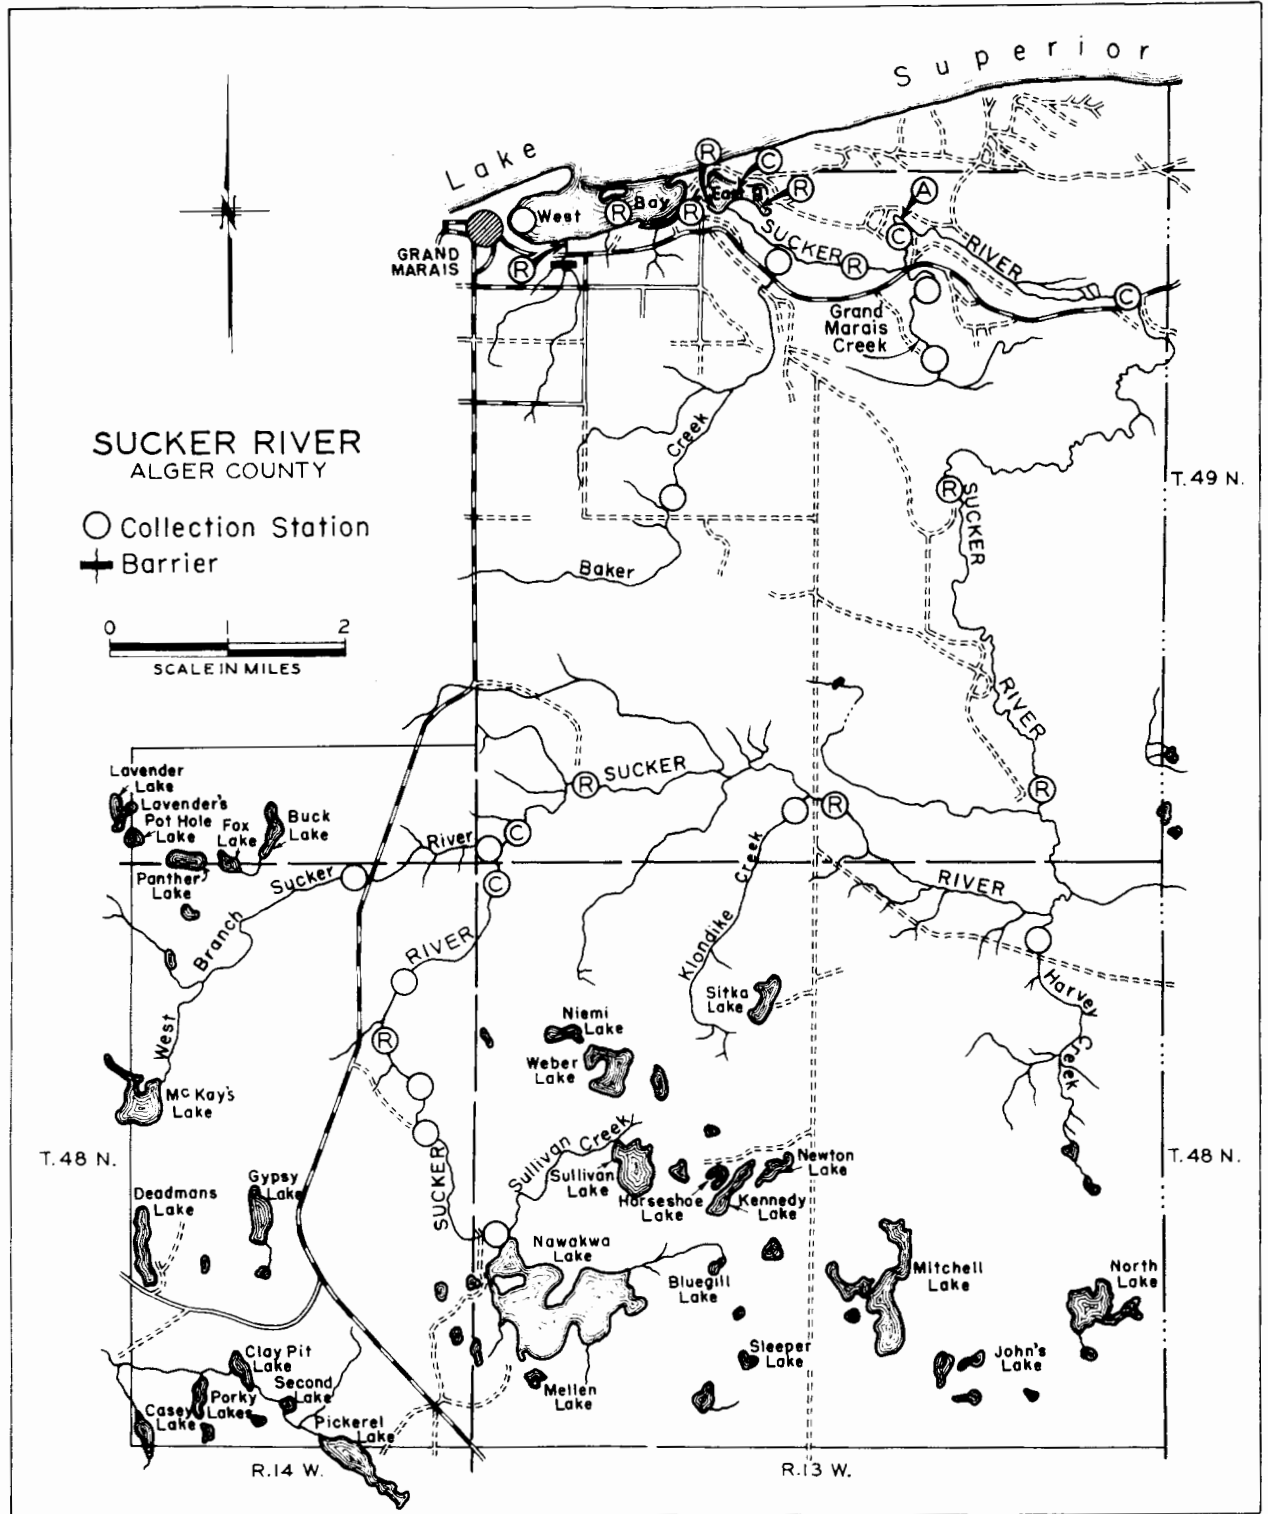 Lake Superior
R
C
R
A
West
R
Bay
R
East B
GRAND
MARAIS
R
SUCKER
R
C
RIVER
C
Grand
Marais
Creek
SUCKER RIVER
ALGER COUNTY
Collection Station
Barrier
0 1 2
SCALE IN MILES
Creek
Baker
R
SUCKER
T. 49 N.
RIVER
R
R
SUCKER
R
C
River
C
Sucker
Branch
West
Lavender
Lake
Lavender's
Pot Hole
Lake
Fox
Lake
Buck
Lake
Panther
Lake
RIVER
Creek
Klondike
RIVER
Sitka
Lake
Harvey
Creek
Niemi
Lake
Weber
Lake
R
McKay's
Lake
T. 48 N.
SUCKER
Sullivan Creek
Sullivan
Lake
Horseshoe
Lake
Kennedy
Lake
Newton
Lake
T. 48 N.
Deadmans
Lake
Gypsy
Lake
Nawakwa
Lake
Bluegill
Lake
Mitchell
Lake
North
Lake
Clay Pit
Lake
Second
Lake
Casey
Lake
Porky
Lakes
Pickerel
Lake
Mellen
Lake
Sleeper
Lake
John's
Lake
R. 14 W.
R. 13 W.